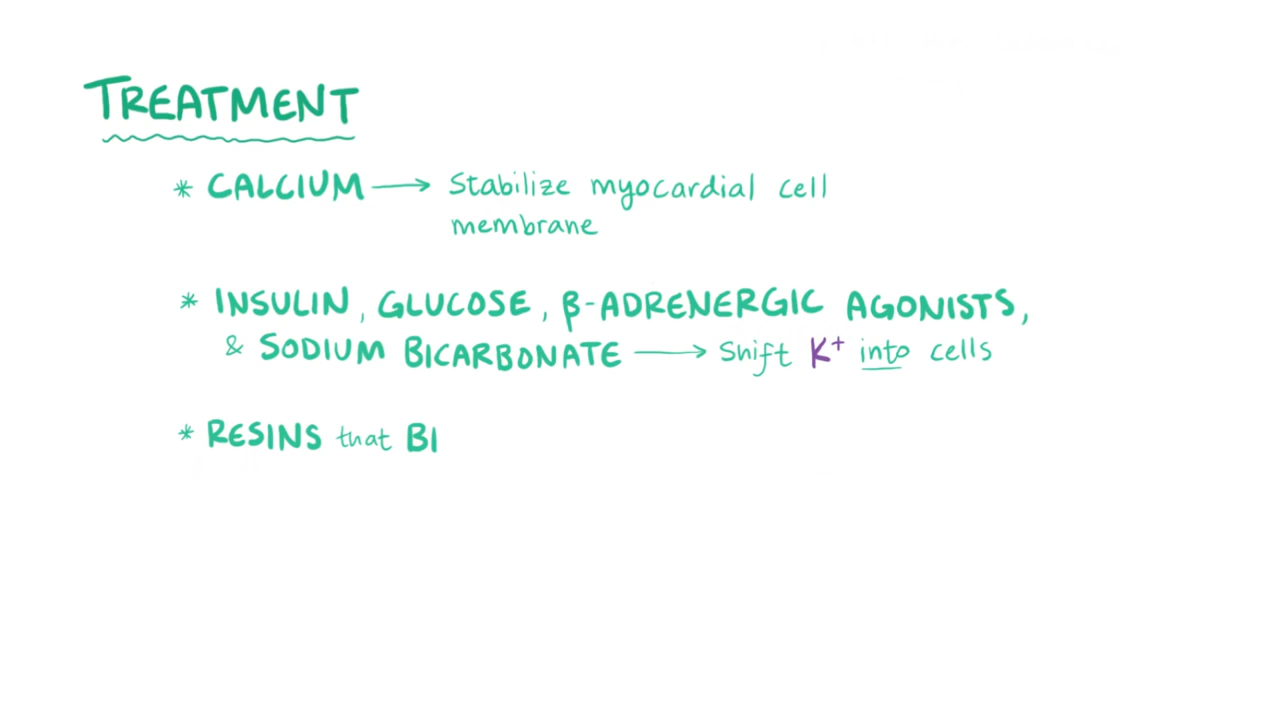 TREATMENT
* CALCIUM → Stabilize myocardial cell
membrane
* INSULIN, GLUCOSE, β-ADRENERGIC AGONISTS,
& SODIUM BICARBONATE → Shift K+ into cells
* RESINS that BI